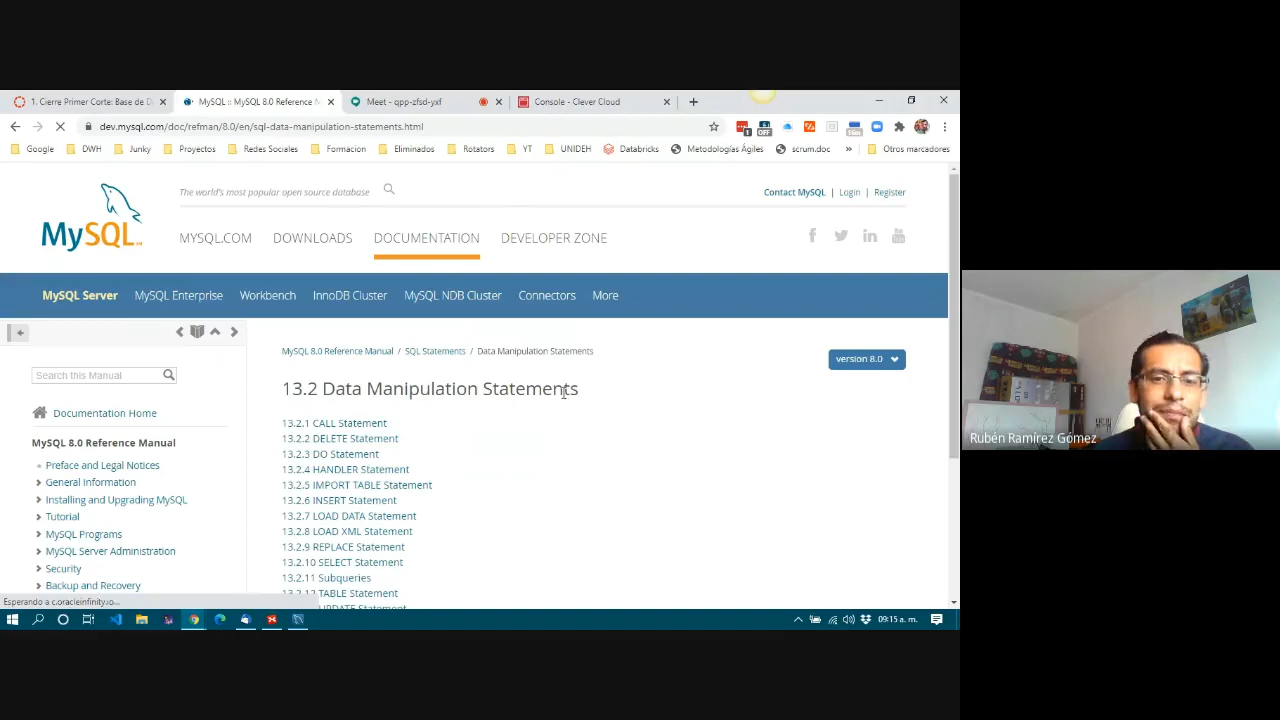 1. Cierre Primer Corte: Base de D
MySQL :: MySQL 8.0 Reference M
Meet - qpp-zfsd-yxf
Console - Clever Cloud
dev.mysql.com/doc/refman/8.0/en/sql-data-manipulation-statements.html
Google
DWH
Junky
Proyectos
Redes Sociales
Formacion
Eliminados
Rotators
YT
UNIDEH
Databricks
Metodologías Ágiles
scrum.doc
»
Otros marcadores
The world's most popular open source database
Contact MySQL | Login | Register
MySQL
MYSQL.COM DOWNLOADS DOCUMENTATION DEVELOPER ZONE
MySQL Server MySQL Enterprise Workbench InnoDB Cluster MySQL NDB Cluster Connectors More
Search this Manual
Documentation Home
MySQL 8.0 Reference Manual
Preface and Legal Notices
General Information
Installing and Upgrading MySQL
Tutorial
MySQL Programs
MySQL Server Administration
Security
Backup and Recovery
MySQL 8.0 Reference Manual / SQL Statements / Data Manipulation Statements
version 8.0
13.2 Data Manipulation Statements
13.2.1 CALL Statement
13.2.2 DELETE Statement
13.2.3 DO Statement
13.2.4 HANDLER Statement
13.2.5 IMPORT TABLE Statement
13.2.6 INSERT Statement
13.2.7 LOAD DATA Statement
13.2.8 LOAD XML Statement
13.2.9 REPLACE Statement
13.2.10 SELECT Statement
13.2.11 Subqueries
13.2.12 TABLE Statement
UPDATE Statement
Esperando a c.oracleinfinity.io...
09:15 a. m.
Rubén Ramírez Gómez